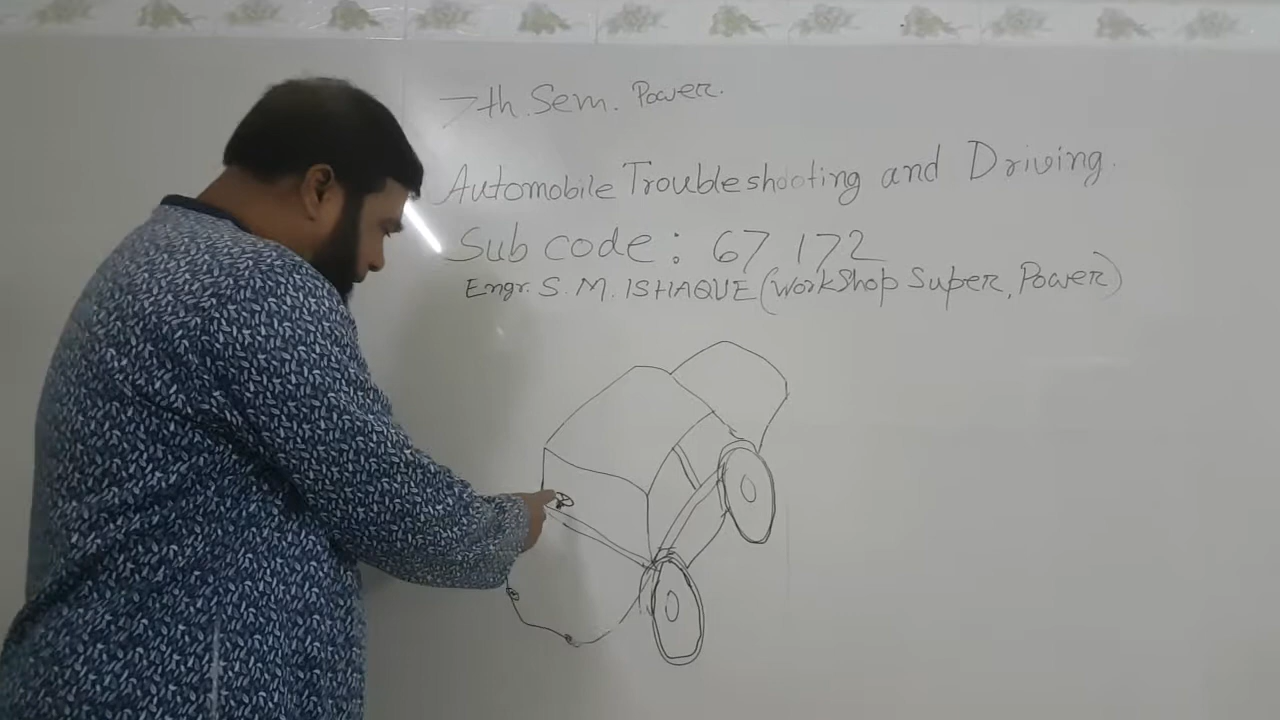 7th. Sem. Power.
Automobile Troubleshooting and Driving.
Sub code: 67172
Engr. S. M. ISHAQUE (Workshop Super, Power)